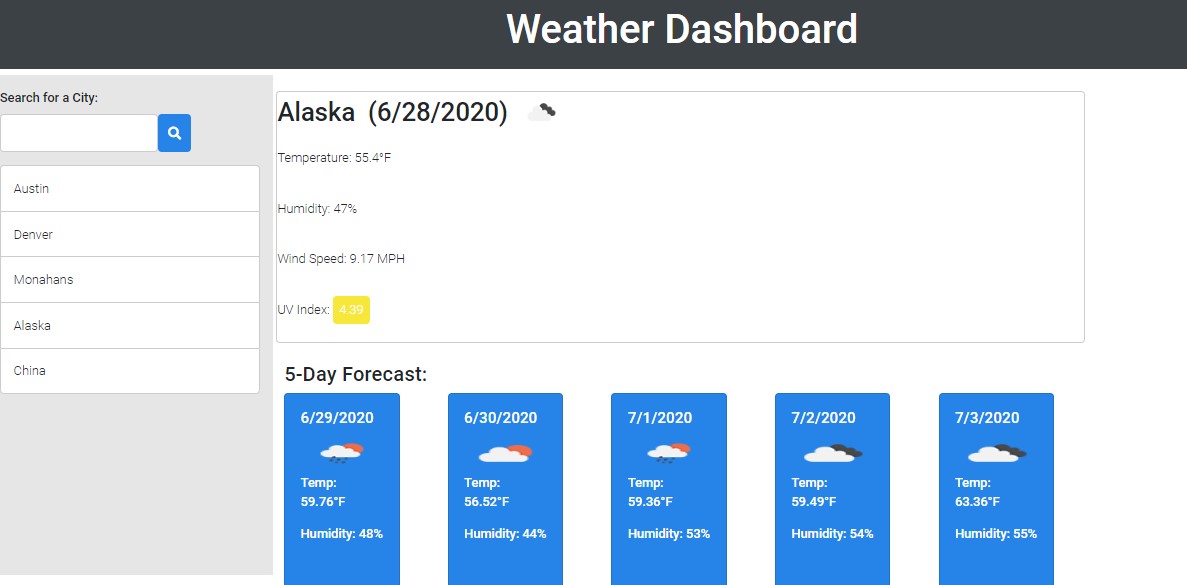 Weather Dashboard
Search for a City:
Austin
Denver
Monahans
Alaska
China
Alaska (6/28/2020)
Temperature: 55.4°F
Humidity: 47%
Wind Speed: 9.17 MPH
UV Index: 4.39
5-Day Forecast:
6/29/2020
Temp:
59.76°F
Humidity: 48%
6/30/2020
Temp:
56.52°F
Humidity: 44%
7/1/2020
Temp:
59.36°F
Humidity: 53%
7/2/2020
Temp:
59.49°F
Humidity: 54%
7/3/2020
Temp:
63.36°F
Humidity: 55%